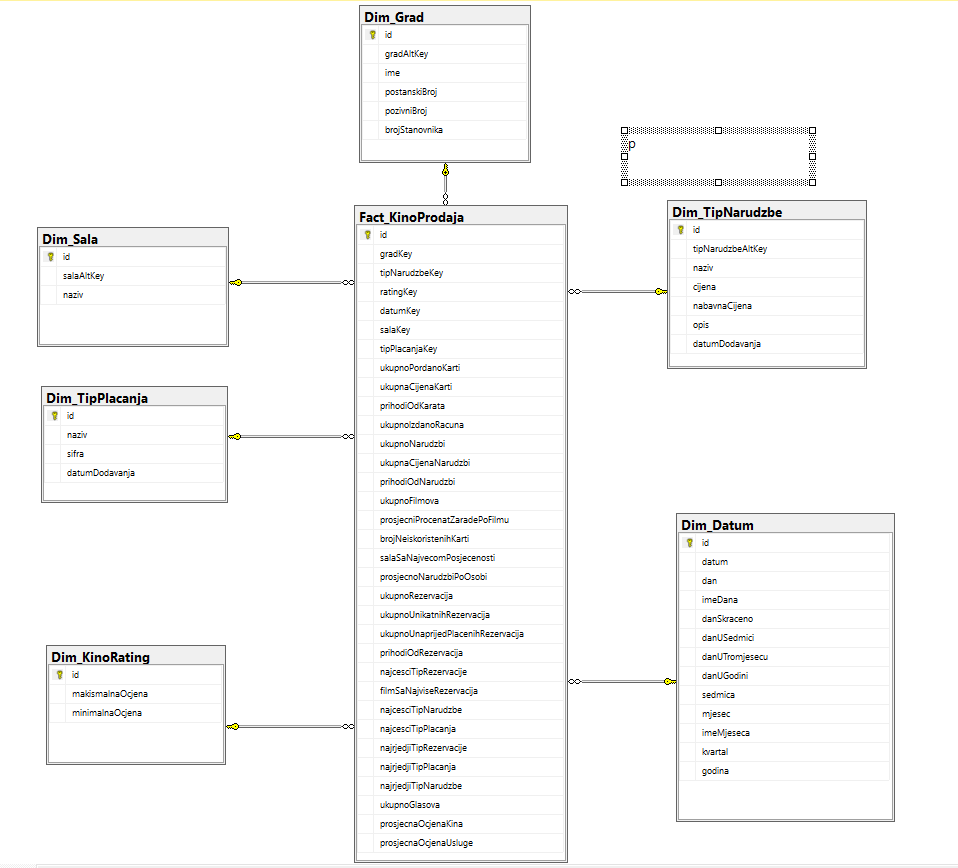 Dim_Grad
id
gradAltKey
ime
postanskiBroj
pozivniBroj
brojStanovnika
p
Dim_TipNarudzbe
id
tipNarudzbeAltKey
naziv
cijena
nabavnaCijena
opis
datumDodavanja
Fact_KinoProdaja
id
gradKey
tipNarudzbeKey
ratingKey
datumKey
salaKey
tipPlacanjaKey
ukupnoPordanoKarti
ukupnaCijenaKarti
prihodiOdKarata
ukupnoIzdanoRacuna
ukupnoNarudzbi
ukupnaCijenaNarudzbi
prihodiOdNarudzbi
ukupnoFilmova
prosjecniProcenatZaradePoFilmu
brojNeiskoristenihKarti
salaSaNajvecomPosjecenosti
prosjecnoNarudzbiPoOsobi
ukupnoRezervacija
ukupnoUnikatnihRezervacija
ukupnoUnaprijedPlacenihRezervacija
prihodiOdRezervacija
najcesciTipRezervacije
filmSaNajviseRezervacija
najcesciTipNarudzbe
najcesciTipPlacanja
najrjedjiTipRezervacije
najrjedjiTipPlacanja
najrjedjiTipNarudzbe
ukupnoGlasova
prosjecnaOcjenaKina
prosjecnaOcjenaUsluge
Dim_Sala
id
salaAltKey
naziv
Dim_TipPlacanja
id
naziv
sifra
datumDodavanja
Dim_KinoRating
id
makismalnaOcjena
minimalnaOcjena
Dim_Datum
id
datum
dan
imeDana
danSkraceno
danUSedmici
danUTromjesecu
danUGodini
sedmica
mjesec
imeMjeseca
kvartal
godina